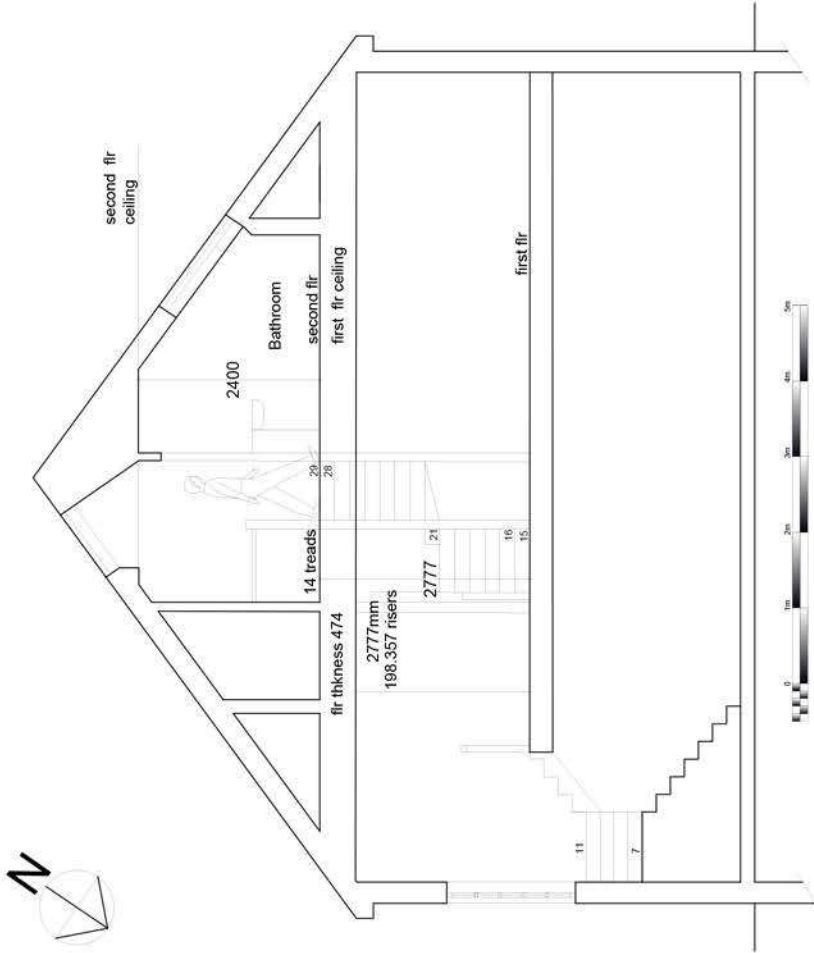 N
second flr
ceiling
2400
Bathroom
second flr
first flr ceiling
29
28
14 treads
flr thkness 474
2777mm
198.357 risers
2777
21
16
15
first flr
11
7
0
1m
2m
3m
4m
5m